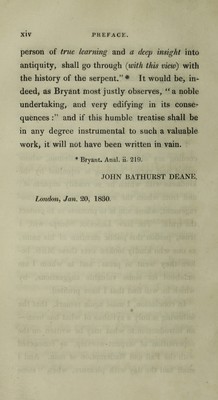 xiv PREFACE.
person of true learning and a deep insight into
antiquity, shall go through (with this view) with
the history of the serpent."* It would be, in-
deed, as Bryant most justly observes, "a noble
undertaking, and very edifying in its conse-
quences:" and if this humble treatise shall be
in any degree instrumental to such a valuable
work, it will not have been written in vain.
* Bryant. Anal. ii. 219.
JOHN BATHURST DEANE.
London, Jan. 20, 1830.